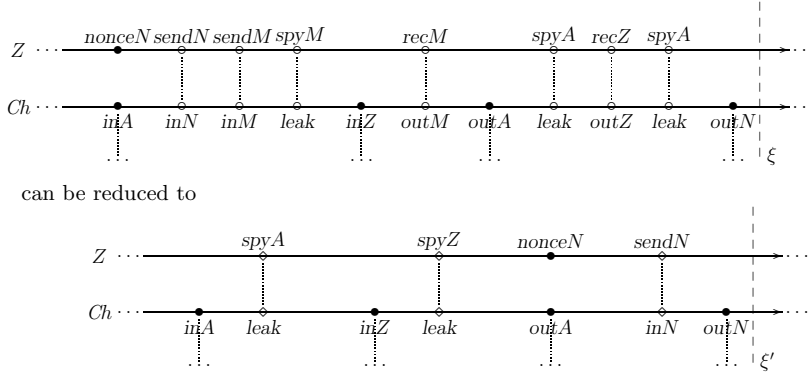 nonceN sendN sendM spyM recM spyA recZ spyA
Z · · · · · ·
Ch · · · · · ·
inA inN inM leak inZ outM outA leak outZ leak outN
· · · · · · · · · · · · ξ
can be reduced to
spyA spyZ nonceN sendN
Z · · · · · ·
Ch · · · · · ·
inA leak inZ leak outA inN outN
· · · · · · · · · · · · ξ′